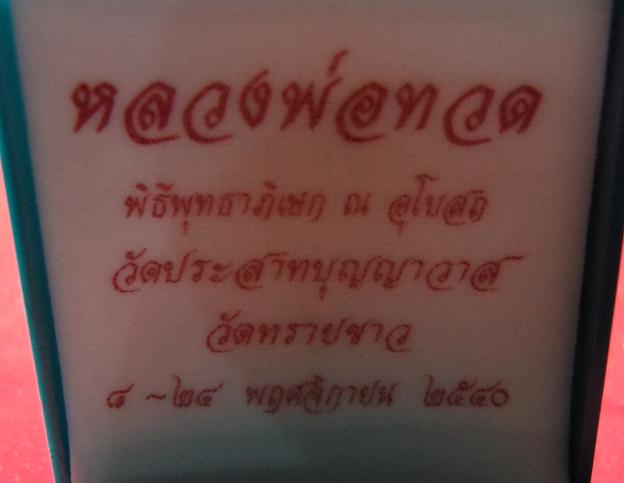 หลวงพ่อทวด
พิธีพุทธาภิเษก ณ อุโบสถ
วัดประสาทบุญญาวาส
วัดทรายขาว
๘ ~๒๔ พฤศจิกายน ๒๕๔๐